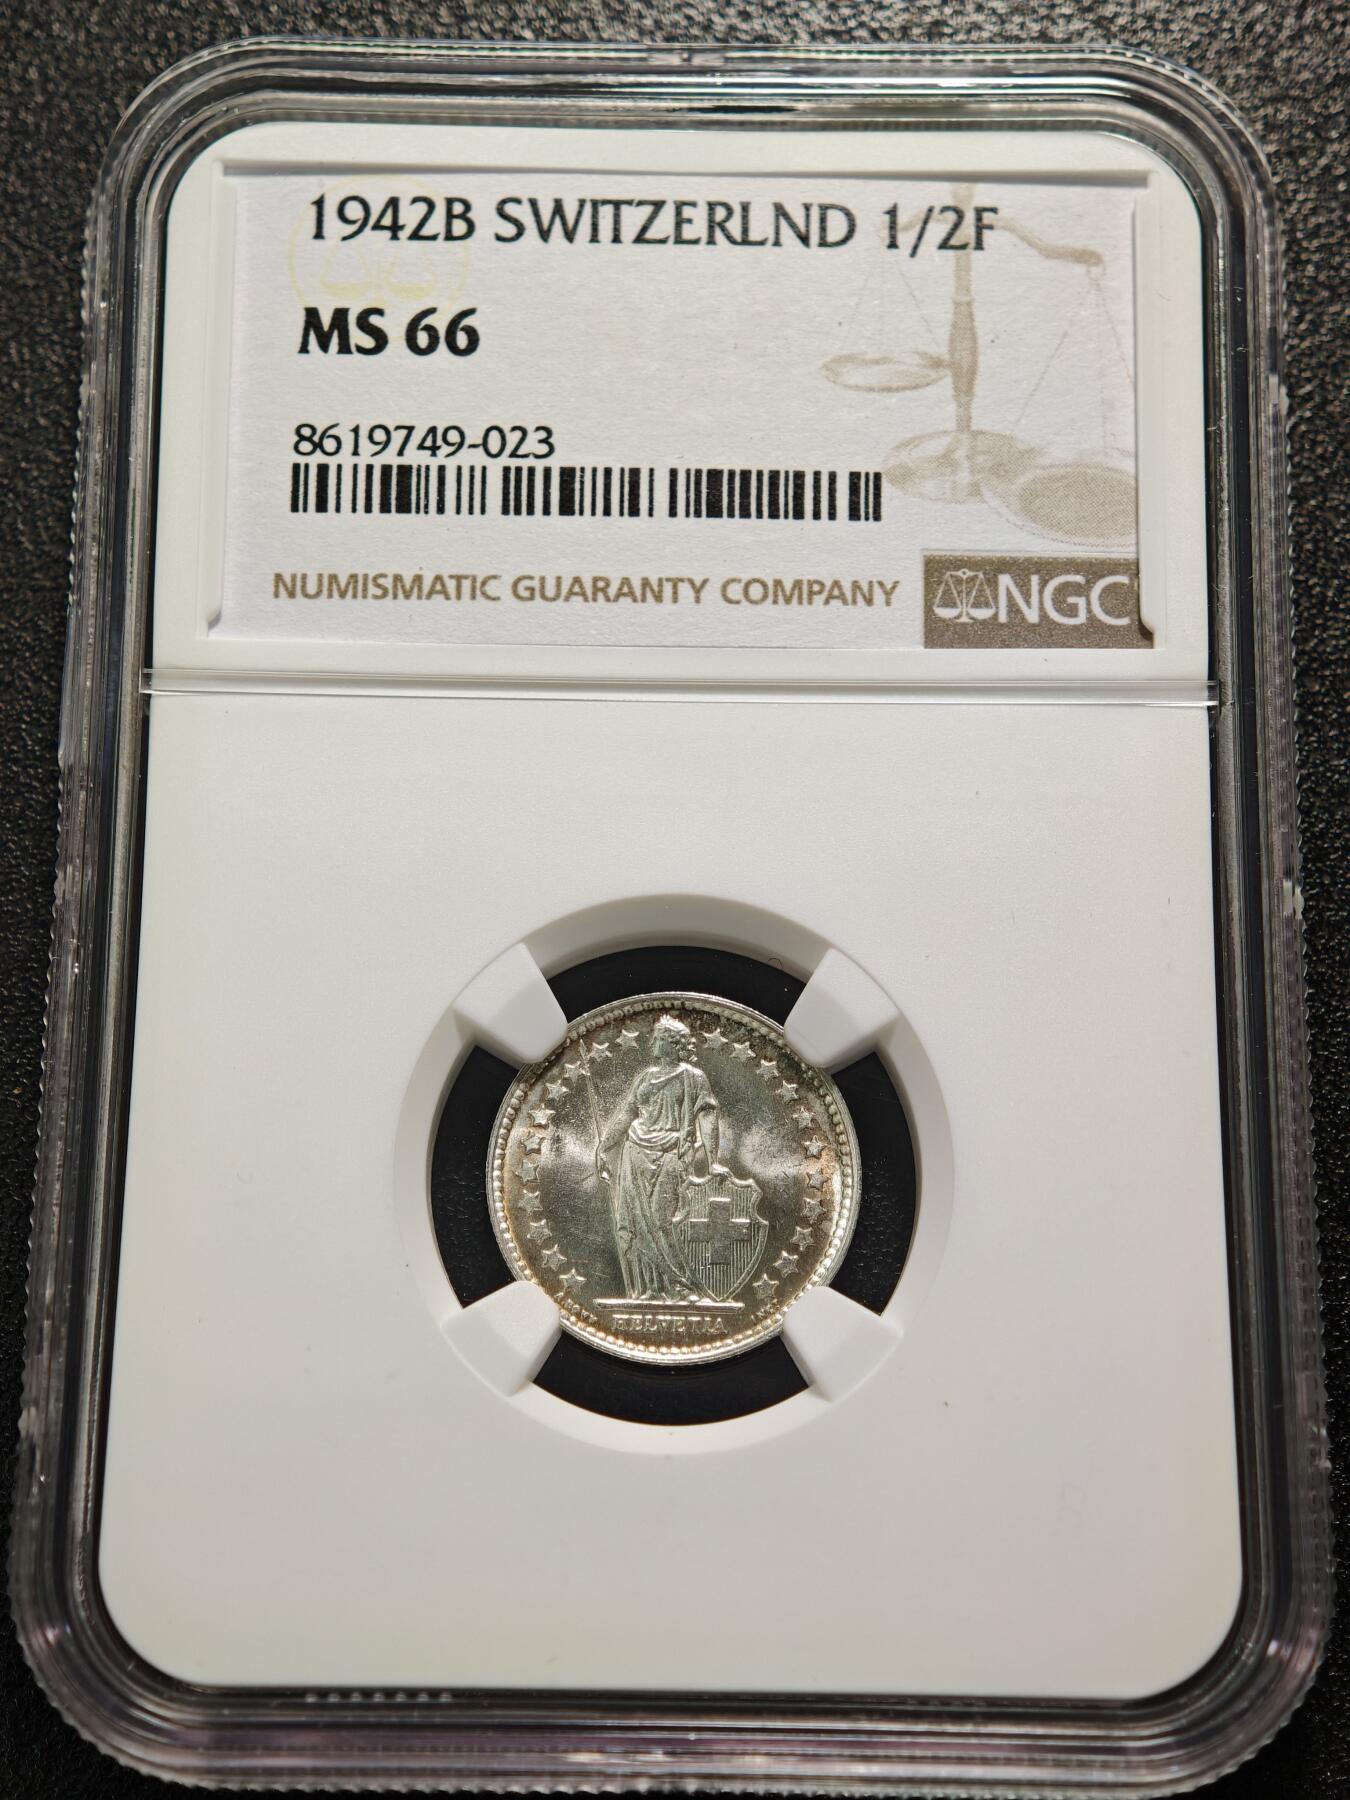 1942B SWITZERLND 1/2F
MS 66
8619749-023
NUMISMATIC GUARANTY COMPANY
NGC
HELVETIA